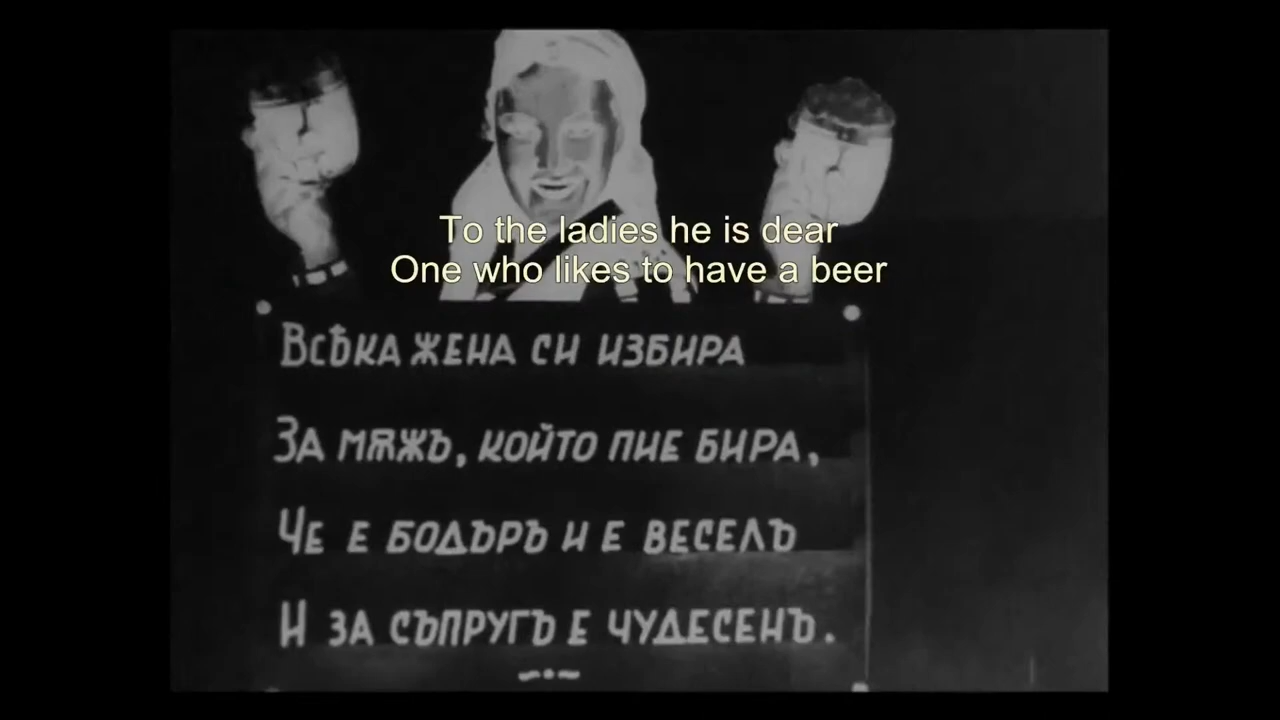 To the ladies he is dear
One who likes to have a beer
Всѣка жена си избира
За мѫжъ, който пие бира,
Че е бодъръ и е веселъ
И за съпругъ е чудесенъ.